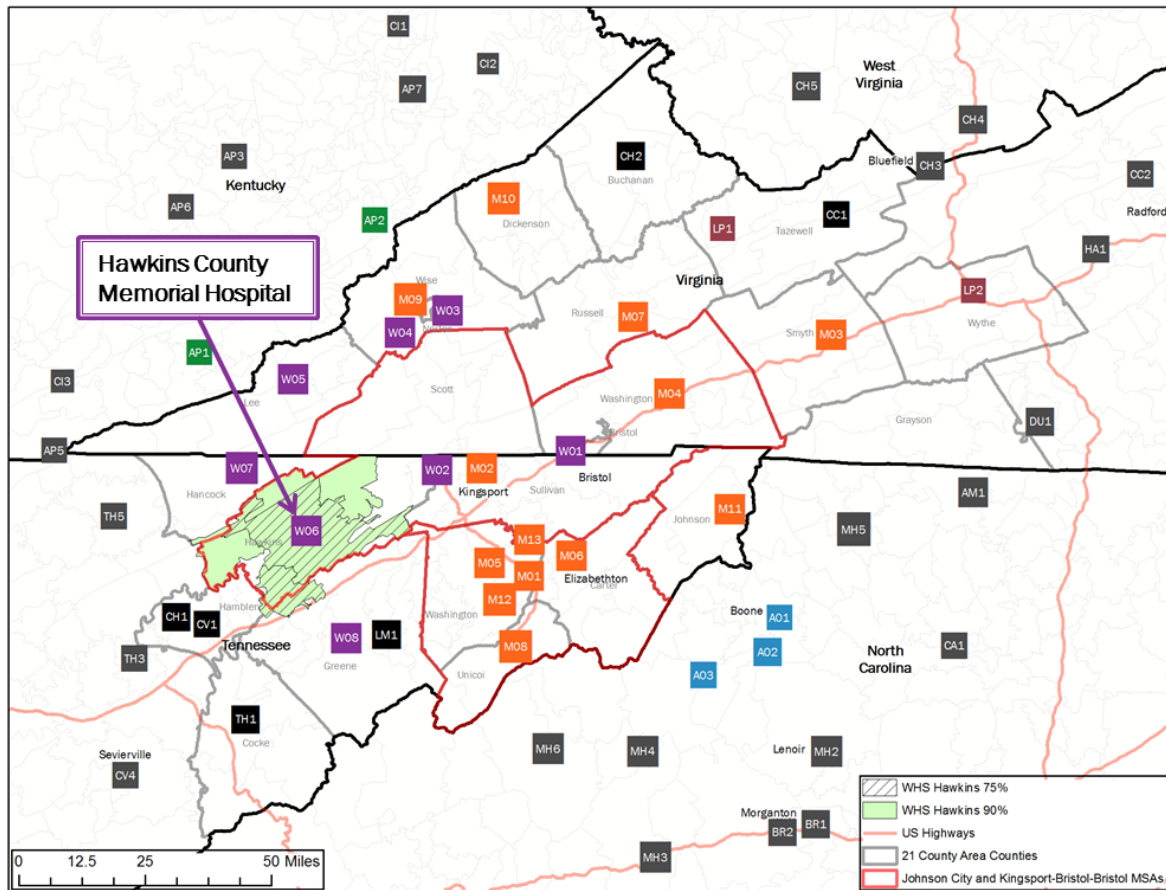 CI1
CI2
West
Virginia
CH5
AP7
CH4
AP3
CH2
Bluefield
CH3
Kentucky
Buchanan
CC2
AP6
M10
CC1
Radford
AP2
Dickenson
LP1
Tazewell
HA1
Hawkins County
Memorial Hospital
Wise
Virginia
M09
W03
LP2
W04
Russell
M07
Wythe
Smyth
M03
AP1
W05
Scott
CI3
Lee
Washington
M04
Grayson
DU1
Bristol
AP5
W07
W02
M02
W01
Bristol
Kingsport
Sullivan
Hancock
AM1
TH5
Johnson
M11
MH5
W06
Hawkins
M13
M05
M06
M01
Elizabethton
Carter
M12
Hamblen
CH1
CV1
Washington
Boone
A01
Tennessee
W08
LM1
M08
A02
North
Carolina
CA1
TH3
Greene
Unicoi
A03
TH1
Cocke
Sevierville
CV4
MH6
MH4
Lenoir
MH2
Morganton
BR2
BR1
MH3
WHS Hawkins 75%
WHS Hawkins 90%
US Highways
21 County Area Counties
Johnson City and Kingsport-Bristol-Bristol MSAs
0 12.5 25 50 Miles